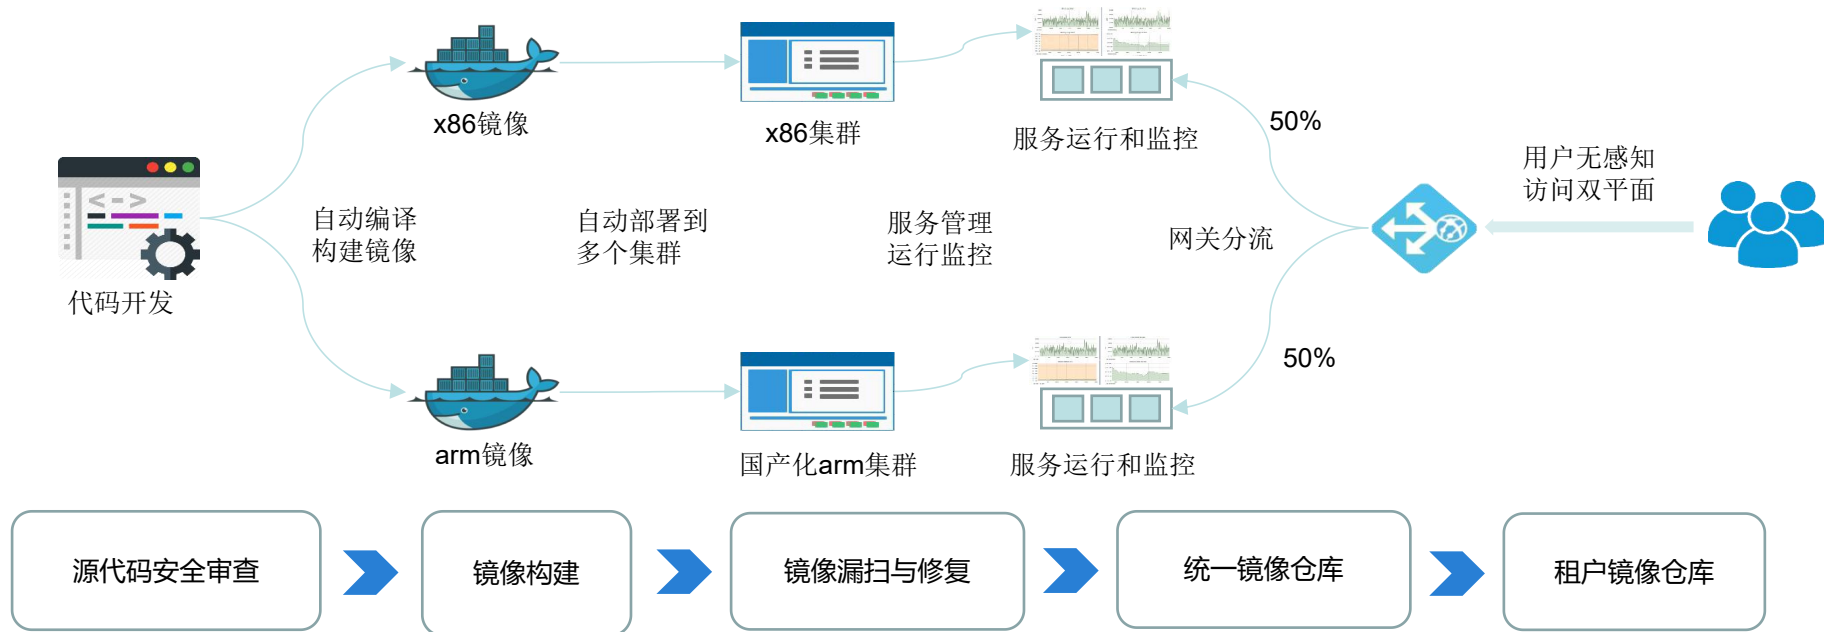 x86镜像
x86集群
服务运行和监控
50%
用户无感知
访问双平面
自动编译
构建镜像
自动部署到
多个集群
服务管理
运行监控
网关分流
代码开发
50%
arm镜像
国产化arm集群
服务运行和监控
源代码安全审查
镜像构建
镜像漏扫与修复
统一镜像仓库
租户镜像仓库